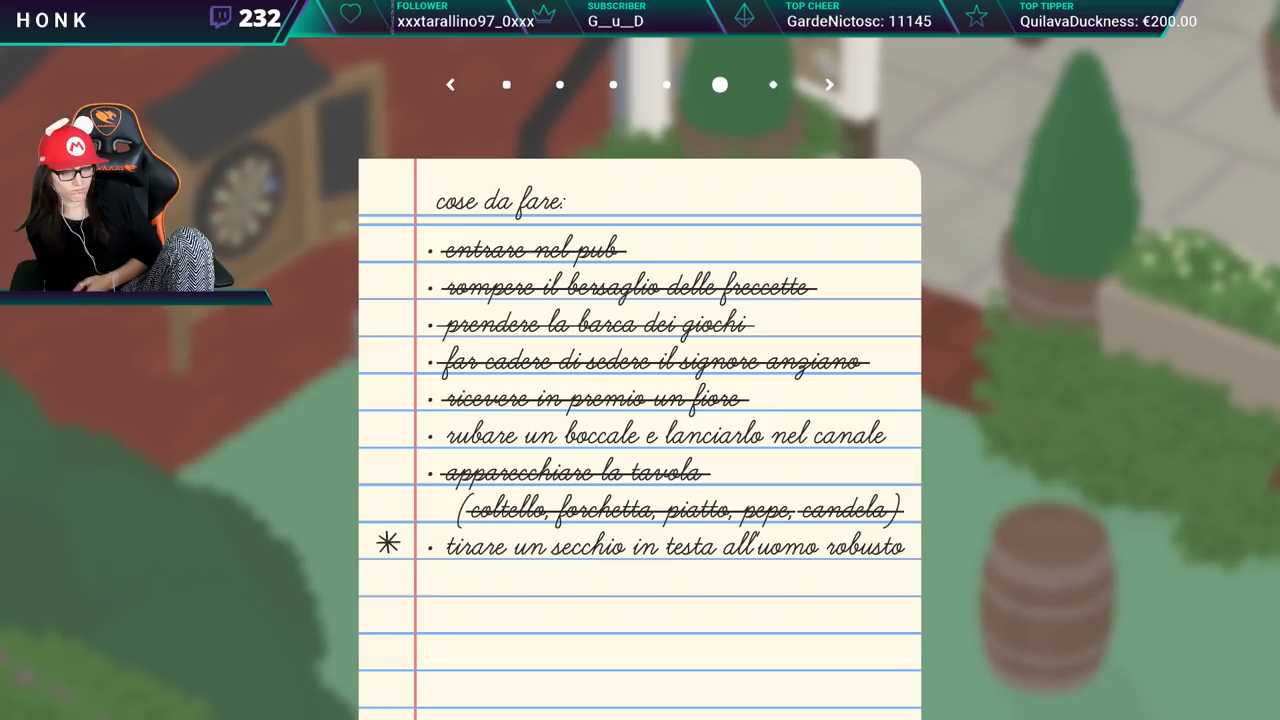 HONK
232
FOLLOWER
xxxtarallino97_0xxx
SUBSCRIBER
G__u__D
TOP CHEER
GardeNictosc: 11145
TOP TIPPER
QuilavaDuckness: €200.00
M
cose da fare:
• entrare nel pub
• rompere il bersaglio delle freccette
• prendere la barca dei giochi
• far cadere di sedere il signore anziano
• ricevere in premio un fiore
• rubare un boccale e lanciarlo nel canale
• apparecchiare la tavola
(coltello, forchetta, piatto, pepe, candela)
• tirare un secchio in testa all'uomo robusto